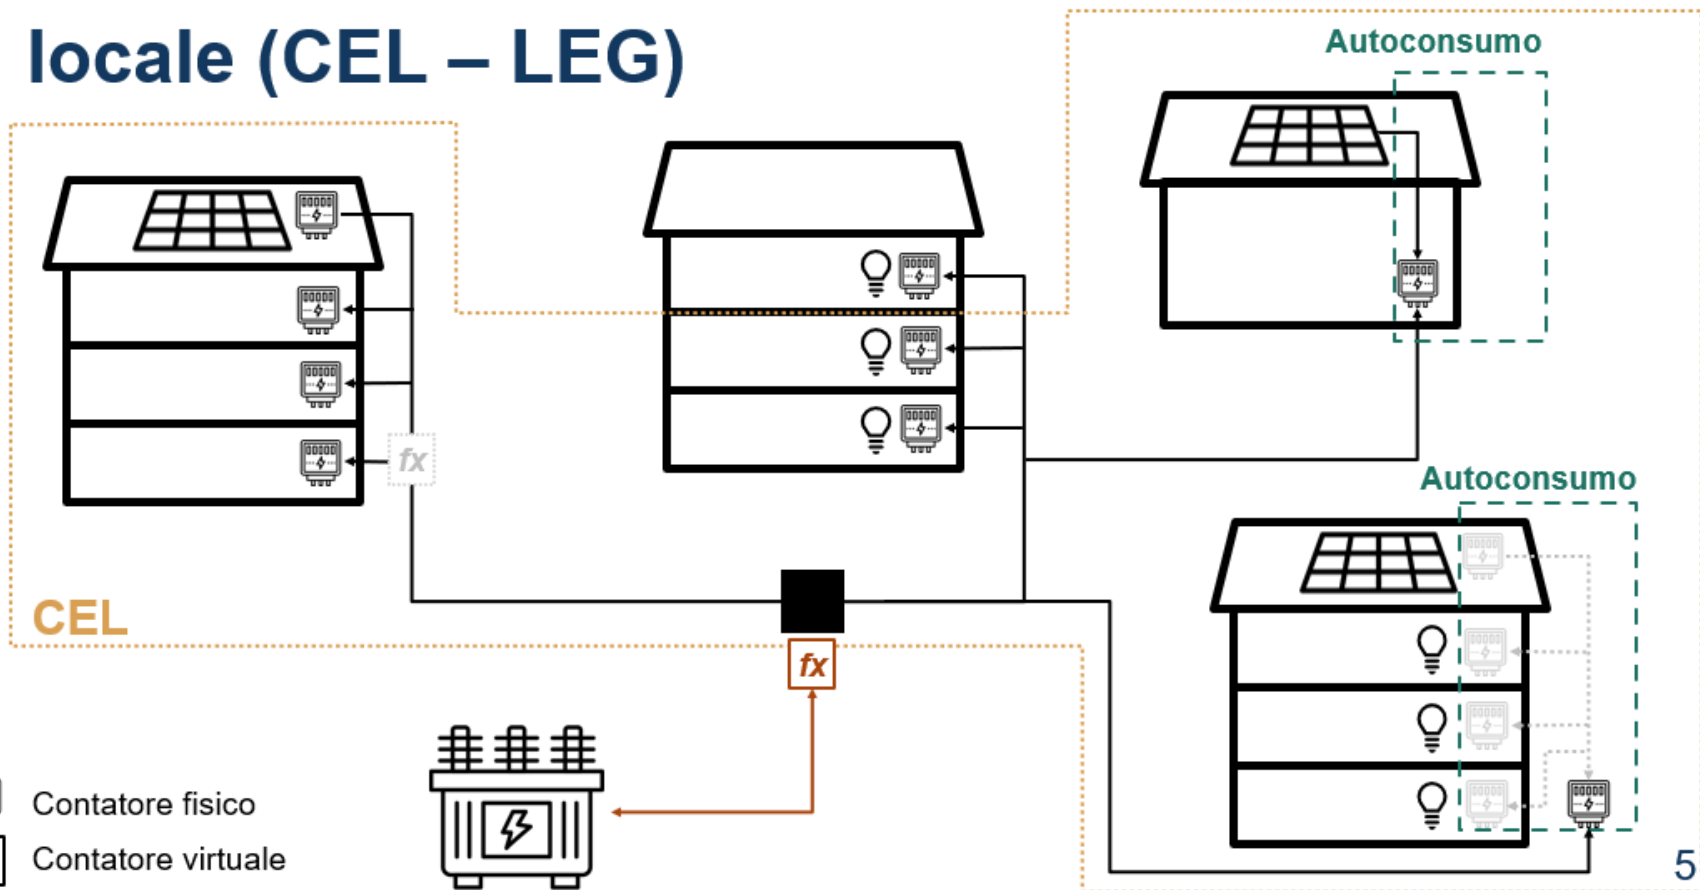 locale (CEL – LEG)
Autoconsumo
fx
Autoconsumo
CEL
fx
Contatore fisico
Contatore virtuale
5